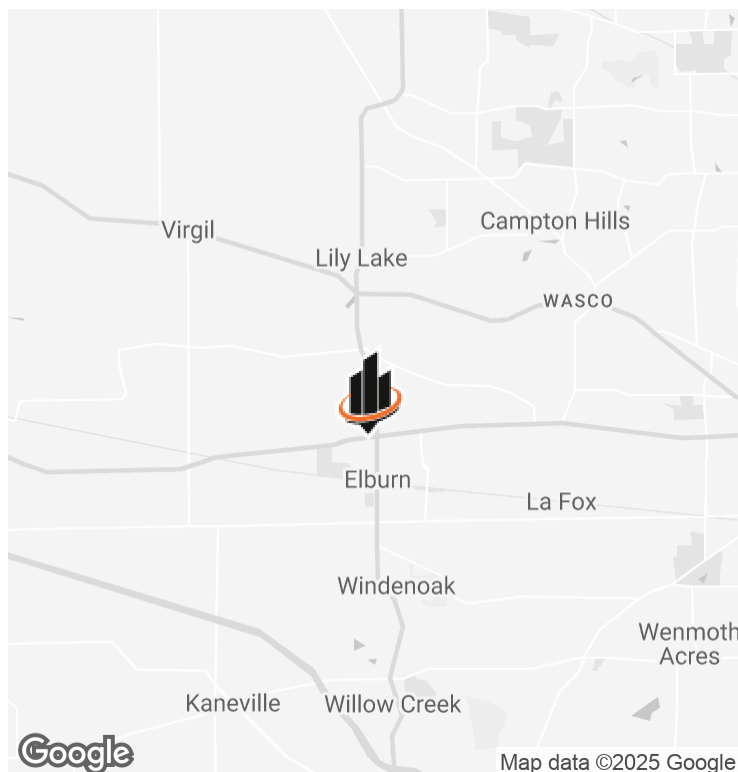 Campton Hills
Virgil
Lily Lake
WASCO
Elburn
La Fox
Windenoak
Wenmoth
Acres
Kaneville
Willow Creek
Google
Map data ©2025 Google